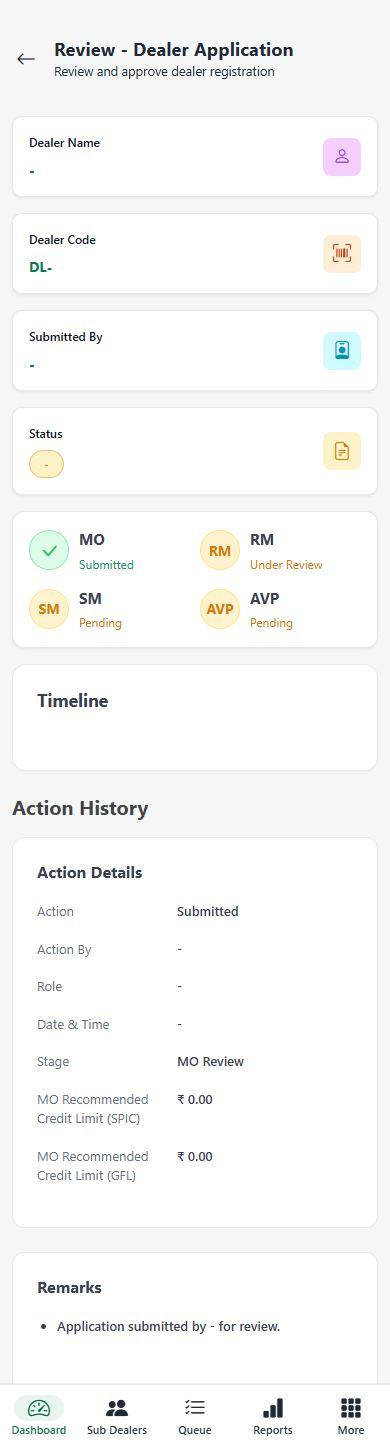 Review - Dealer Application
Review and approve dealer registration
Dealer Name
-
Dealer Code
DL-
Submitted By
-
Status
-
MO
Submitted
RM
RM
Under Review
SM
SM
Pending
AVP
AVP
Pending
Timeline
Action History
Action Details
Action Submitted
Action By -
Role -
Date & Time -
Stage MO Review
MO Recommended
Credit Limit (SPIC) ₹ 0.00
MO Recommended
Credit Limit (GFL) ₹ 0.00
Remarks
• Application submitted by - for review.
Dashboard Sub Dealers Queue Reports More